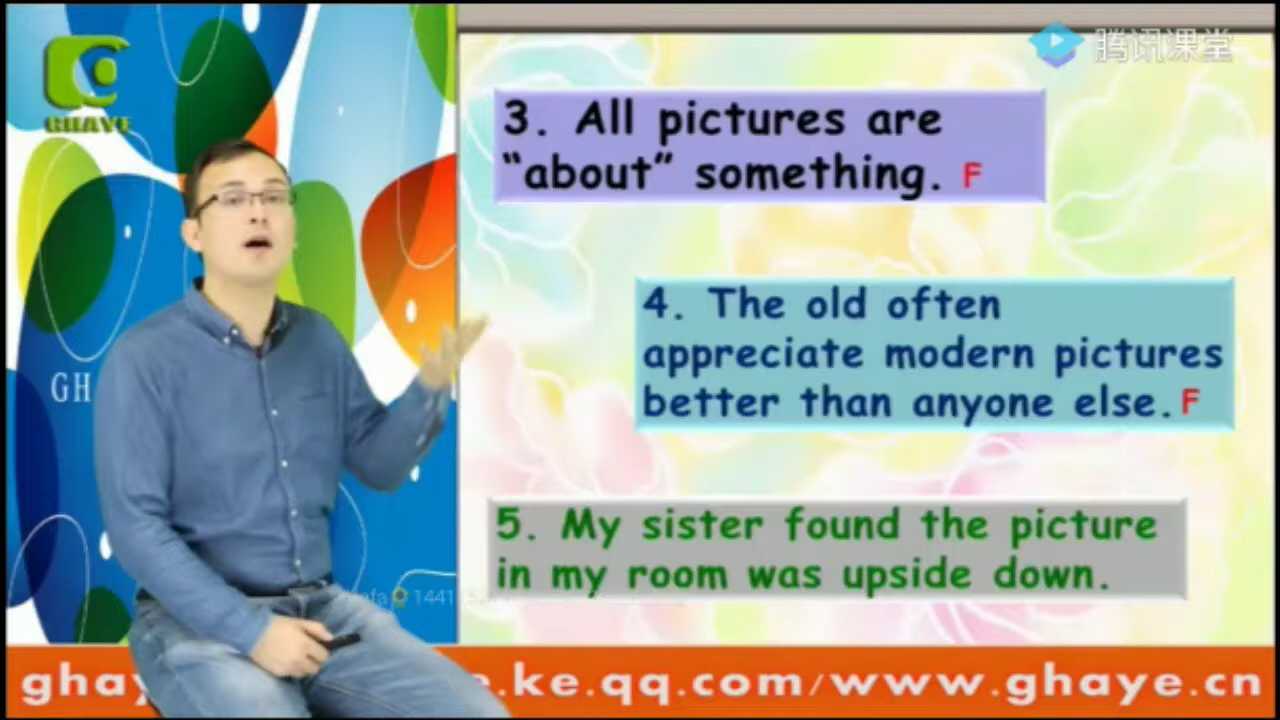 GHAYE
腾讯课堂
3. All pictures are
“about” something. F
4. The old often
appreciate modern pictures
better than anyone else. F
5. My sister found the picture
in my room was upside down.
GH
1441
ghay
e.ke.qq.com/www.ghaye.cn